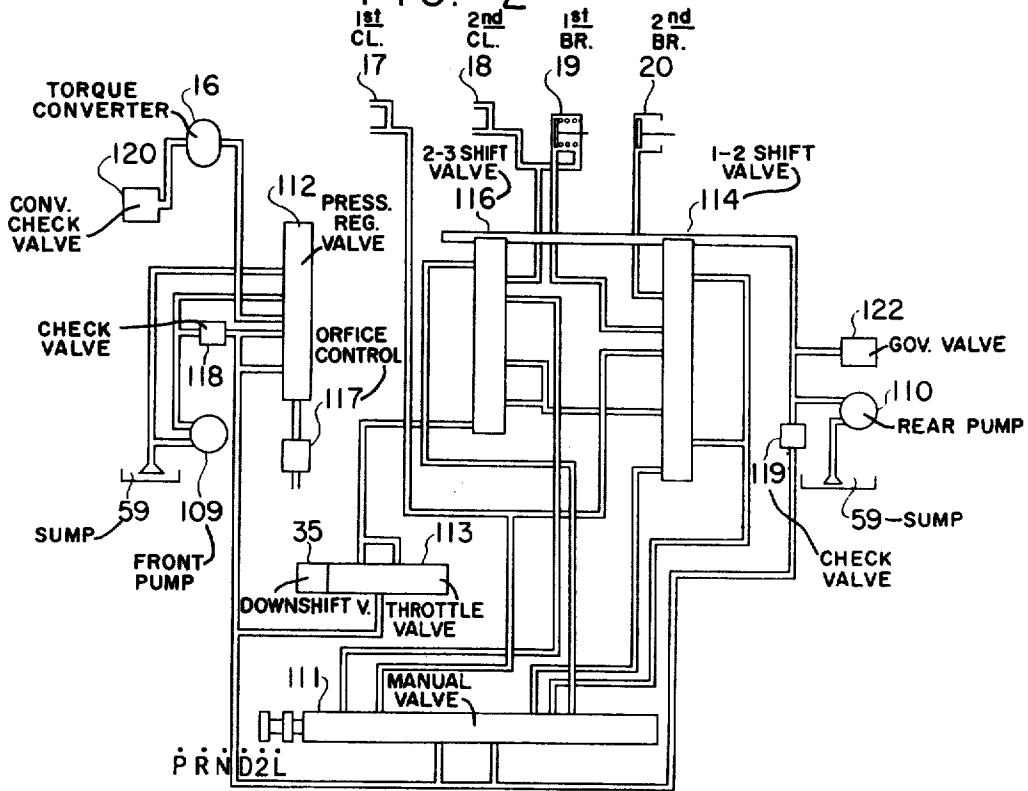 FIG. 2
1st
CL.
17
2nd
CL.
18
1st
BR.
19
2nd
BR.
20
TORQUE
CONVERTER
16
120
CONV.
CHECK
VALVE
112
PRESS.
REG.
VALVE
2-3 SHIFT
VALVE
116
1-2 SHIFT
VALVE
114
CHECK
VALVE
118
ORFICE
CONTROL
117
122
GOV. VALVE
110
REAR PUMP
119
59
SUMP
109
FRONT
PUMP
59-SUMP
CHECK
VALVE
35
113
DOWNSHIFT V.
THROTTLE
VALVE
111
MANUAL
VALVE
PRND2L